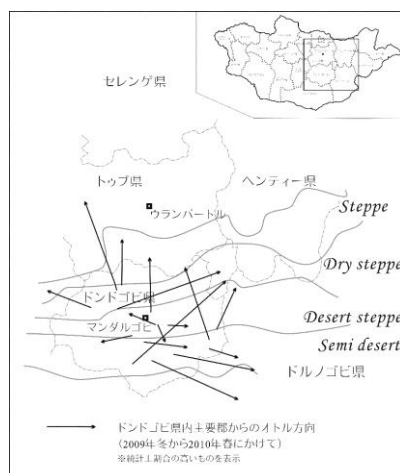 セレンゲ県
トゥブ県
ヘンティー県
ウランバートル
Steppe
Dry steppe
ドンドゴビ県
Desert steppe
マンダルゴビ
Semi desert
ドルノゴビ県
ドンドゴビ県内主要郡からのオトル方向
（2009年冬から2010年春にかけて）
※統計上割合の高いものを表示